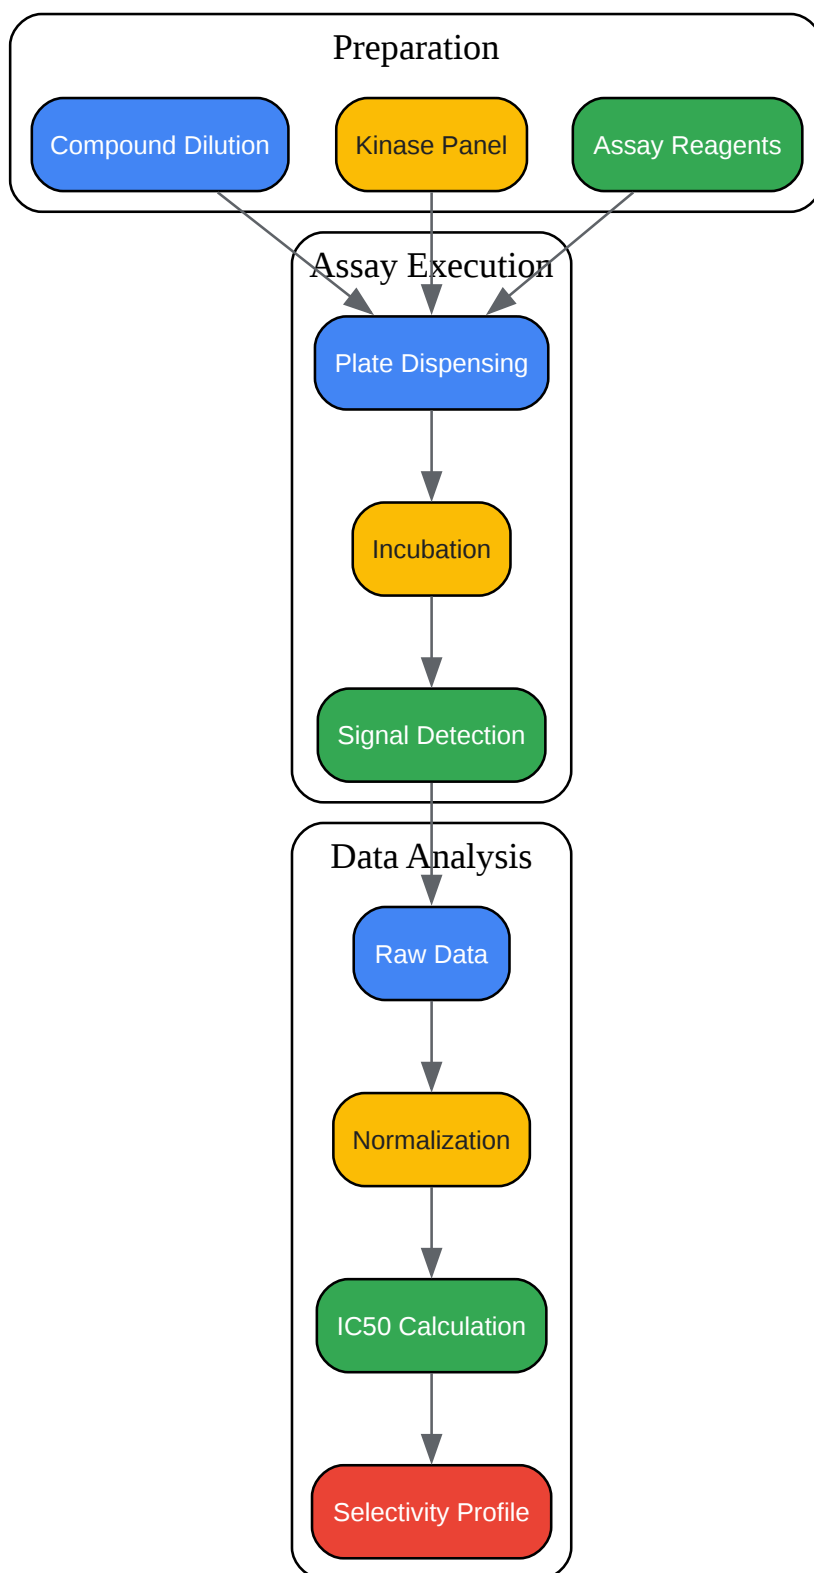 Preparation
Compound Dilution
Kinase Panel
Assay Reagents
Assay Execution
Plate Dispensing
Incubation
Signal Detection
Data Analysis
Raw Data
Normalization
IC50 Calculation
Selectivity Profile